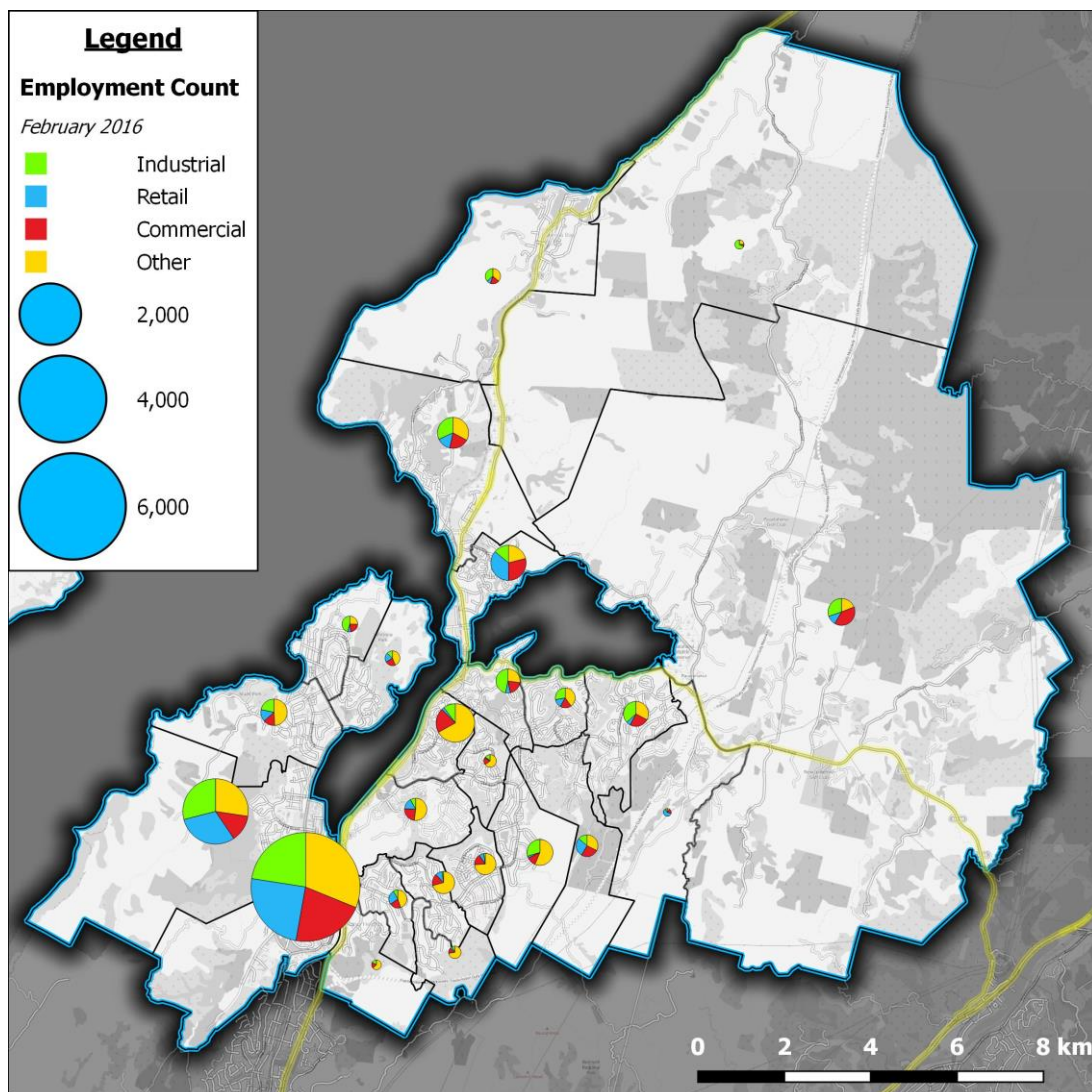 Legend
Employment Count
February 2016
Industrial
Retail
Commercial
Other
2,000
4,000
6,000
0 2 4 6 8 km